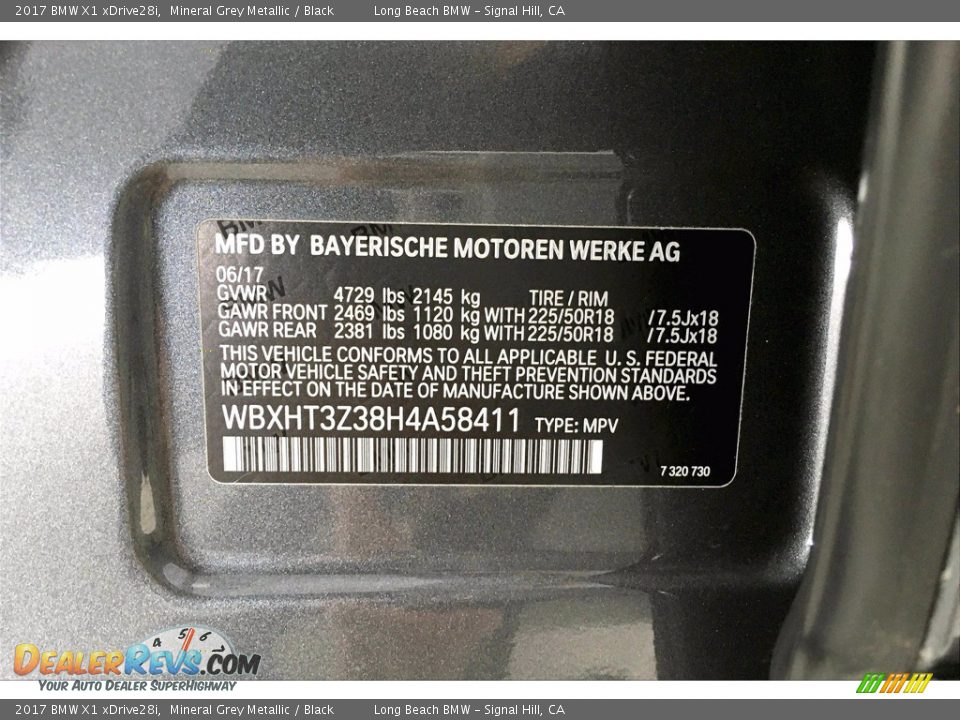 2017 BMW X1 xDrive28i, Mineral Grey Metallic / Black Long Beach BMW - Signal Hill, CA
MFD BY BAYERISCHE MOTOREN WERKE AG
06/17
GVWR 4729 lbs 2145 kg TIRE / RIM
GAWR FRONT 2469 lbs 1120 kg WITH 225/50R18 /7.5Jx18
GAWR REAR 2381 lbs 1080 kg WITH 225/50R18 /7.5Jx18
THIS VEHICLE CONFORMS TO ALL APPLICABLE U. S. FEDERAL
MOTOR VEHICLE SAFETY AND THEFT PREVENTION STANDARDS
IN EFFECT ON THE DATE OF MANUFACTURE SHOWN ABOVE.
WBXHT3Z38H4A58411 TYPE: MPV
7 320 730
4 5 6
DEALERREVS.COM
YOUR AUTO DEALER SUPERHIGHWAY
2017 BMW X1 xDrive28i, Mineral Grey Metallic / Black Long Beach BMW - Signal Hill, CA